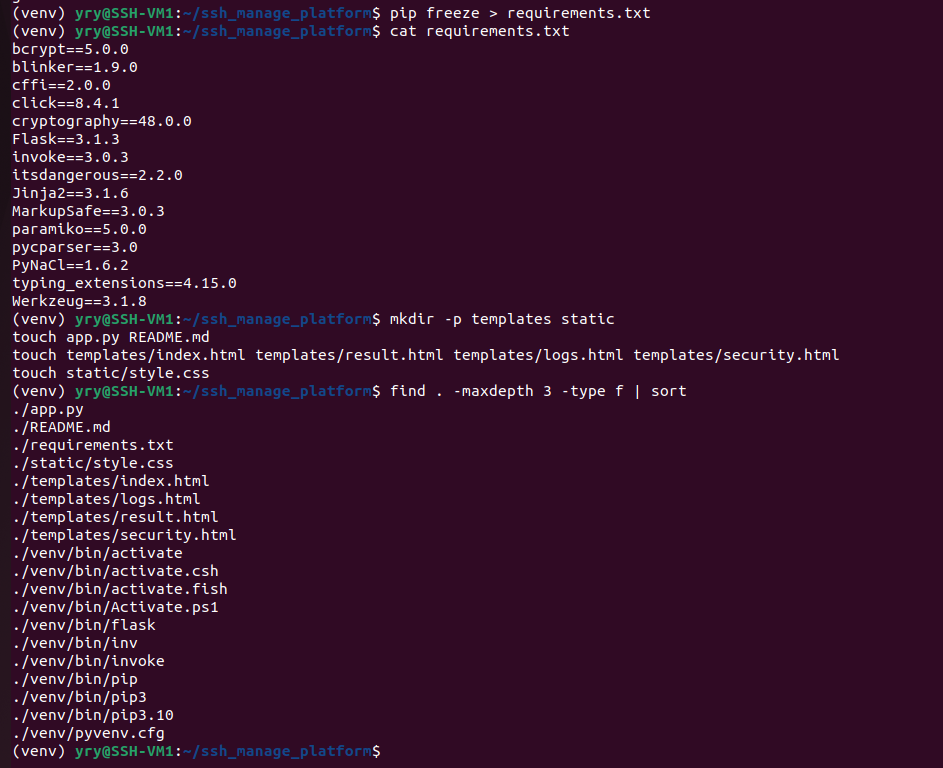 (venv) yry@SSH-VM1:~/ssh_manage_platform$ pip freeze > requirements.txt
(venv) yry@SSH-VM1:~/ssh_manage_platform$ cat requirements.txt
bcrypt==5.0.0
blinker==1.9.0
cffi==2.0.0
click==8.4.1
cryptography==48.0.0
Flask==3.1.3
invoke==3.0.3
itsdangerous==2.2.0
Jinja2==3.1.6
MarkupSafe==3.0.3
paramiko==5.0.0
pycparser==3.0
PyNaCl==1.6.2
typing_extensions==4.15.0
Werkzeug==3.1.8
(venv) yry@SSH-VM1:~/ssh_manage_platform$ mkdir -p templates static
touch app.py README.md
touch templates/index.html templates/result.html templates/logs.html templates/security.html
touch static/style.css
(venv) yry@SSH-VM1:~/ssh_manage_platform$ find . -maxdepth 3 -type f | sort
./app.py
./README.md
./requirements.txt
./static/style.css
./templates/index.html
./templates/logs.html
./templates/result.html
./templates/security.html
./venv/bin/activate
./venv/bin/activate.csh
./venv/bin/activate.fish
./venv/bin/Activate.ps1
./venv/bin/flask
./venv/bin/inv
./venv/bin/invoke
./venv/bin/pip
./venv/bin/pip3
./venv/bin/pip3.10
./venv/pyvenv.cfg
(venv) yry@SSH-VM1:~/ssh_manage_platform$